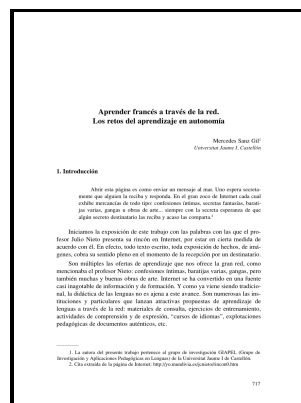 Aprender francés a través de la red.
Los retos del aprendizaje en autonomía
Mercedes Sanz Gil¹
Universitat Jaume I. Castellón
1. Introducción
Abrir esta página es como enviar un mensaje al mar. Uno espera secreta-
mente que alguien la reciba y responda. En el gran zoco de Internet cada cual
exhibe mercancías de todo tipo: confesiones íntimas, secretas fantasías, barati-
jas varias, gangas u obras de arte... siempre con la secreta esperanza de que
algún secreto destinatario las reciba y acaso las comparta.²
Iniciamos la exposición de este trabajo con las palabras con las que el pro-
fesor Julio Nieto presenta su rincón en Internet, por estar en cierta medida de
acuerdo con él. En efecto, todo texto escrito, toda exposición de hechos, de imá-
genes, cobra su sentido pleno en el momento de la recepción por un destinatario.
Son múltiples las ofertas de aprendizaje que nos ofrece la gran red, como
mencionaba el profesor Nieto: confesiones íntimas, baratijas varias, gangas, pero
también muchas y buenas obras de arte. Internet se ha convertido en una fuente
casi inagotable de información y de formación. Y como ya viene siendo tradicio-
nal, la didáctica de las lenguas no es ajena a este avance. Son numerosas las ins-
tituciones y particulares que lanzan atractivas propuestas de aprendizaje de
lenguas a través de la red: materiales de consulta, ejercicios de entrenamiento,
actividades de comprensión y de expresión, "cursos de idiomas", explotaciones
pedagógicas de documentos auténticos, etc.
1. La autora del presente trabajo pertenece al grupo de investigación GIAPEL (Grupo de
Investigación y Aplicaciones Pedagógicas en Lenguas) de la Universitat Jaume I de Castellón.
2. Cita extraída de la página de Internet:
717